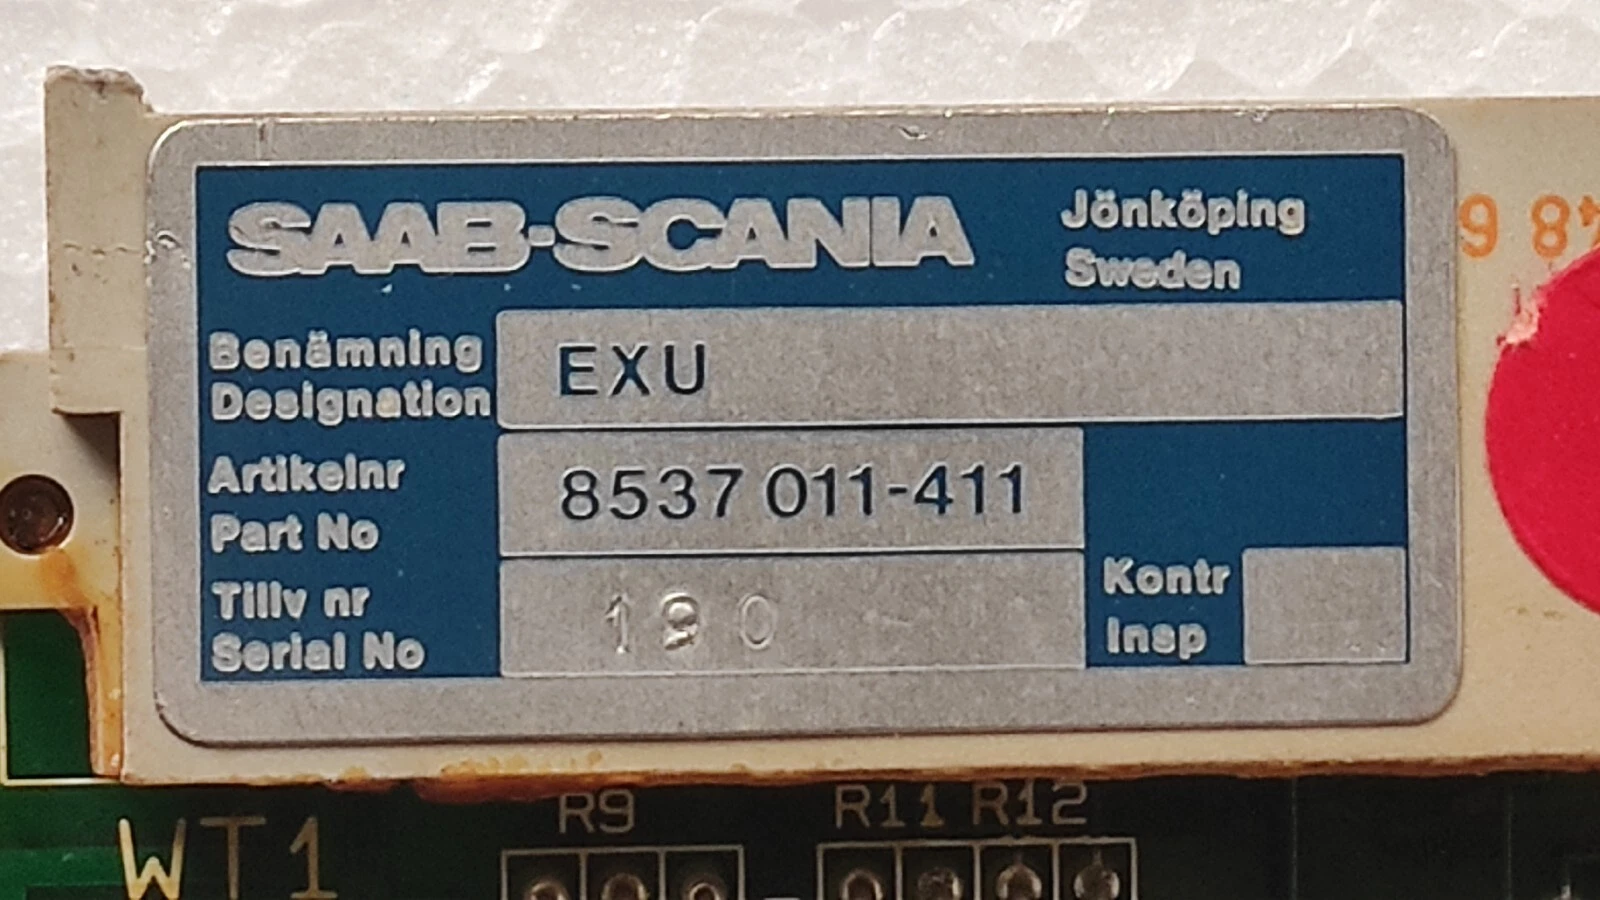 SAAB-SCANIA
Jönköping
Sweden
Benämning
Designation
EXU
Artikelnr
Part No
8537 011-411
Tillv nr
Serial No
190
Kontr
Insp
R9
R11 R12
WT1